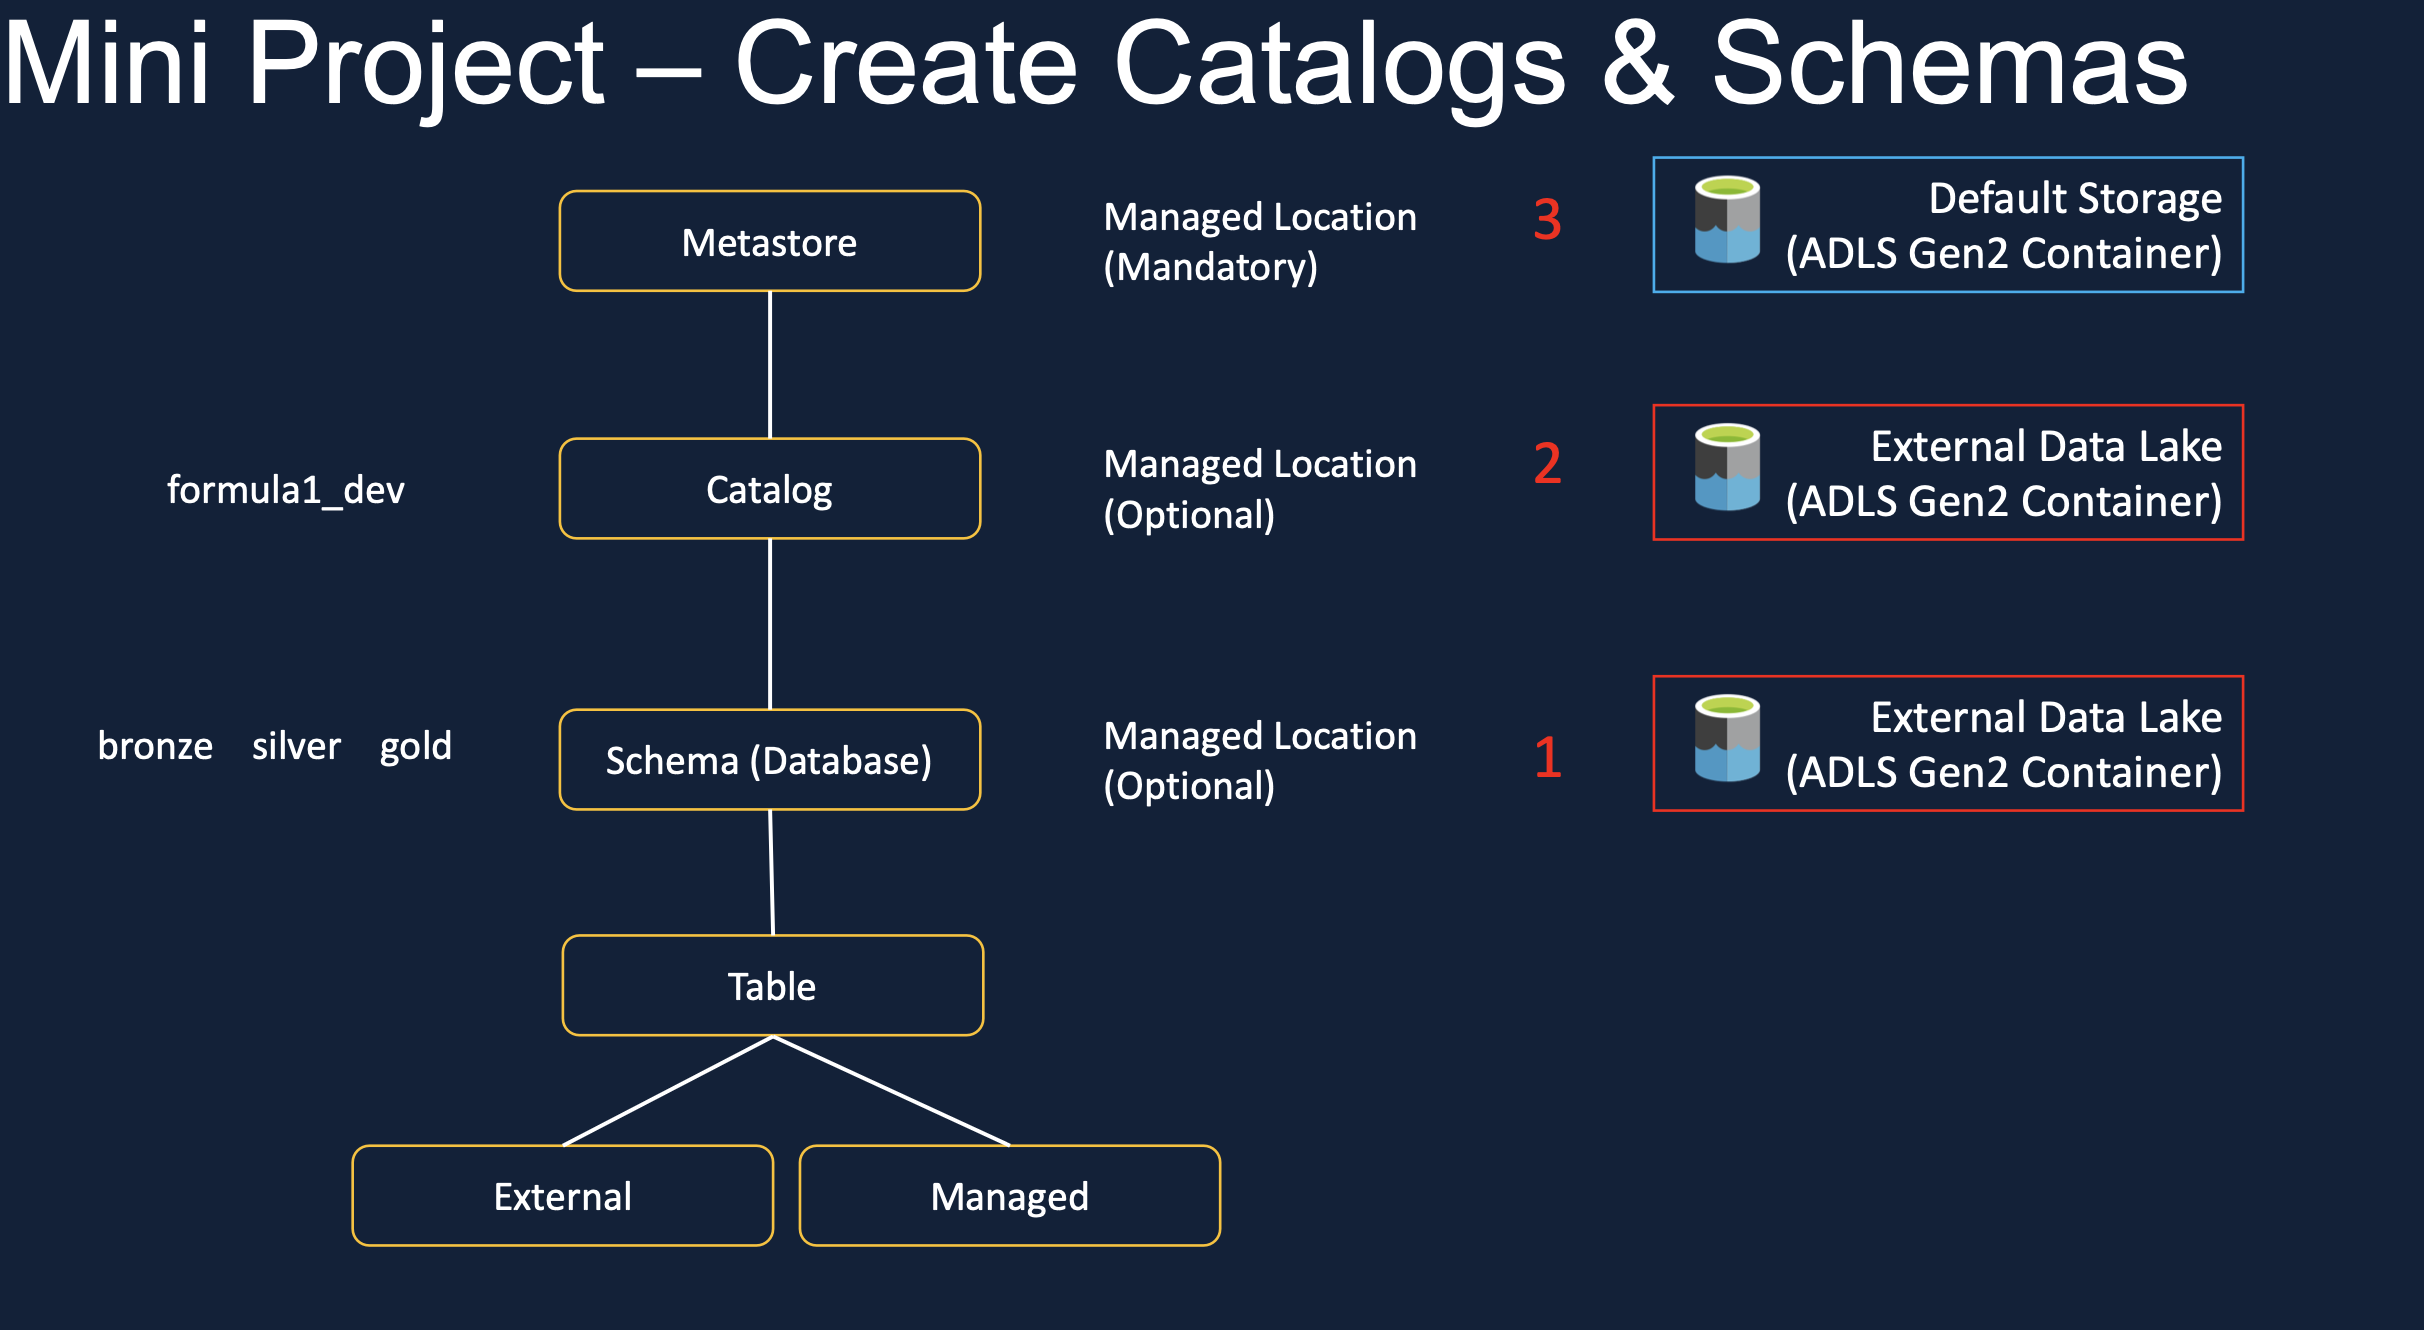 Mini Project – Create Catalogs & Schemas
Metastore
Managed Location
(Mandatory)
3
Default Storage
(ADLS Gen2 Container)
formula1_dev
Catalog
Managed Location
(Optional)
2
External Data Lake
(ADLS Gen2 Container)
bronze silver gold
Schema (Database)
Managed Location
(Optional)
1
External Data Lake
(ADLS Gen2 Container)
Table
External
Managed